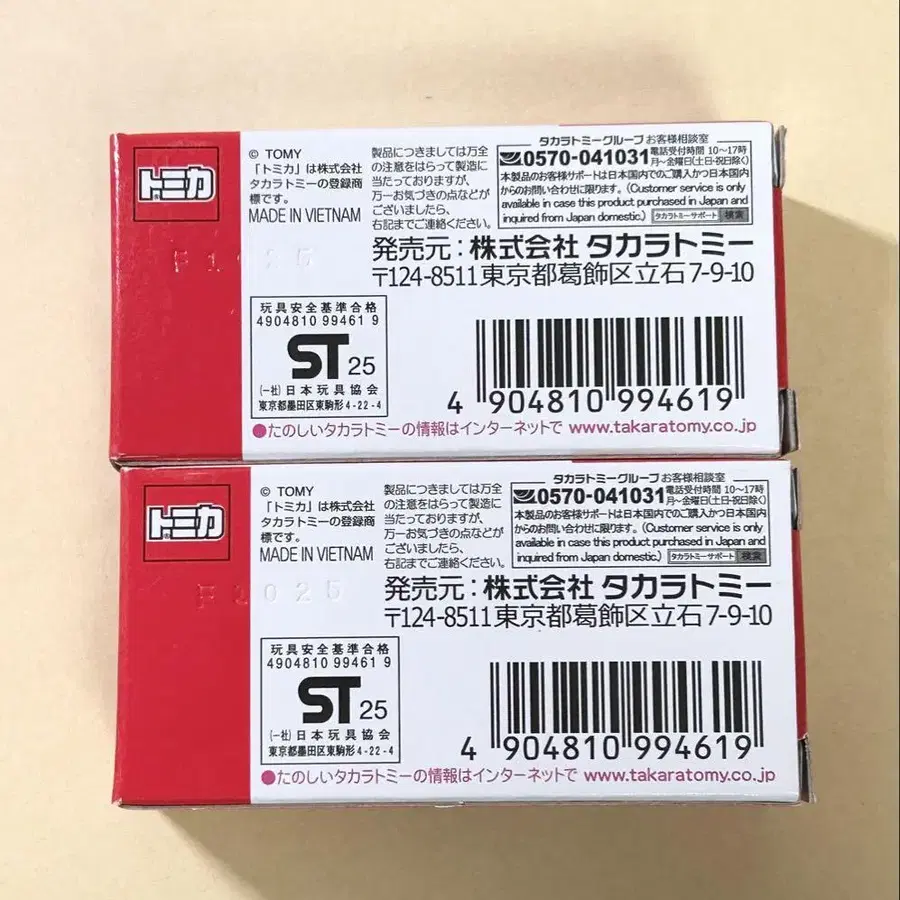 トミカ
© TOMY
「トミカ」は株式会社
タカラトミーの登録商
標です。
MADE IN VIETNAM
製品につきましては万全
の注意をはらって製造に
当たっておりますが、
万一お気づきの点などが
ございましたら、
右記までご連絡ください。
タカラトミーグループお客様相談室
0570-041031 電話受付時間 10〜17時
月〜金曜日(土日・祝日除く)
本製品のお客様サポートは日本国内でのご購入かつ日本国内
からのお問い合わせに限ります。(Customer service is only
available in case this product purchased in Japan and
inquired from Japan domestic.) タカラトミーサポート 検索
発売元:株式会社 タカラトミー
〒124-8511 東京都葛飾区立石7-9-10
F1025
玩具安全基準合格
4904810 99461 9
ST 25
(一社)日本玩具協会
東京都墨田区東駒形4-22-4
4 904810 994619
●たのしいタカラトミーの情報はインターネットで www.takaratomy.co.jp
トミカ
© TOMY
「トミカ」は株式会社
タカラトミーの登録商
標です。
MADE IN VIETNAM
製品につきましては万全
の注意をはらって製造に
当たっておりますが、
万一お気づきの点などが
ございましたら、
右記までご連絡ください。
タカラトミーグループお客様相談室
0570-041031 電話受付時間 10〜17時
月〜金曜日(土日・祝日除く)
本製品のお客様サポートは日本国内でのご購入かつ日本国内
からのお問い合わせに限ります。(Customer service is only
available in case this product purchased in Japan and
inquired from Japan domestic.) タカラトミーサポート 検索
発売元:株式会社 タカラトミー
〒124-8511 東京都葛飾区立石7-9-10
F1025
玩具安全基準合格
4904810 99461 9
ST 25
(一社)日本玩具協会
東京都墨田区東駒形4-22-4
4 904810 994619
●たのしいタカラトミーの情報はインターネットで www.takaratomy.co.jp